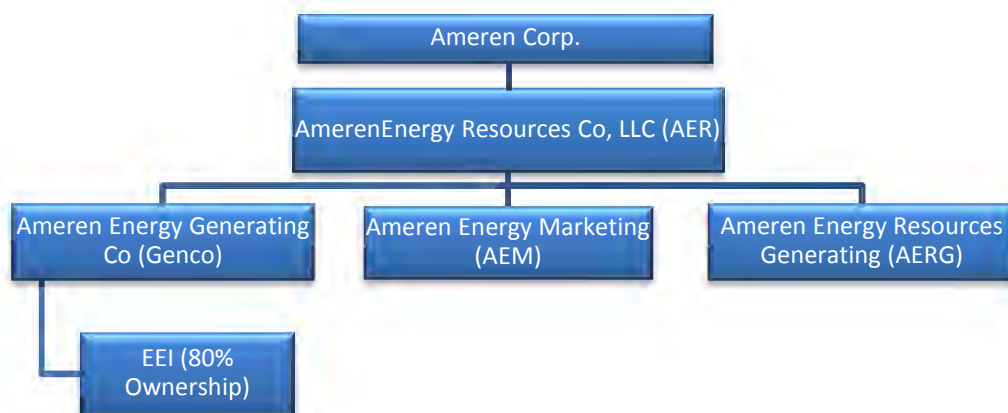 Ameren Corp.
AmerenEnergy Resources Co, LLC (AER)
Ameren Energy Generating
Co (Genco)
Ameren Energy Marketing
(AEM)
Ameren Energy Resources
Generating (AERG)
EEI (80%
Ownership)